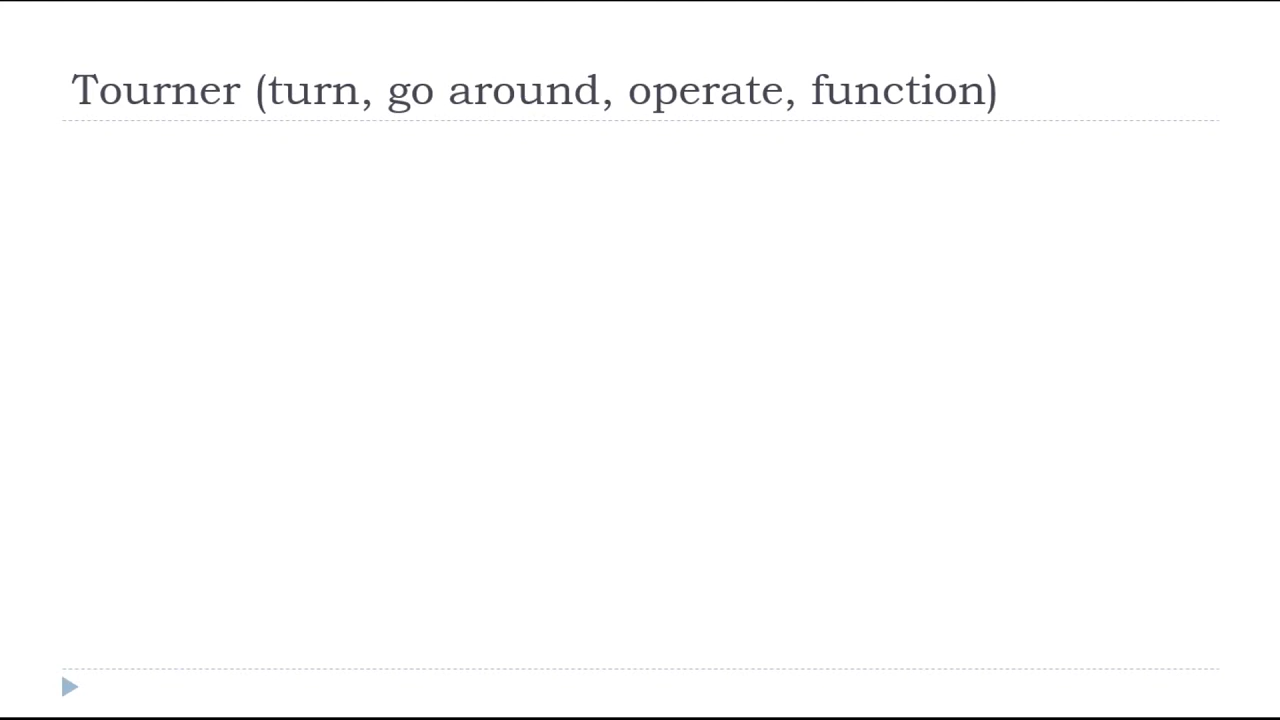 Tourner (turn, go around, operate, function)